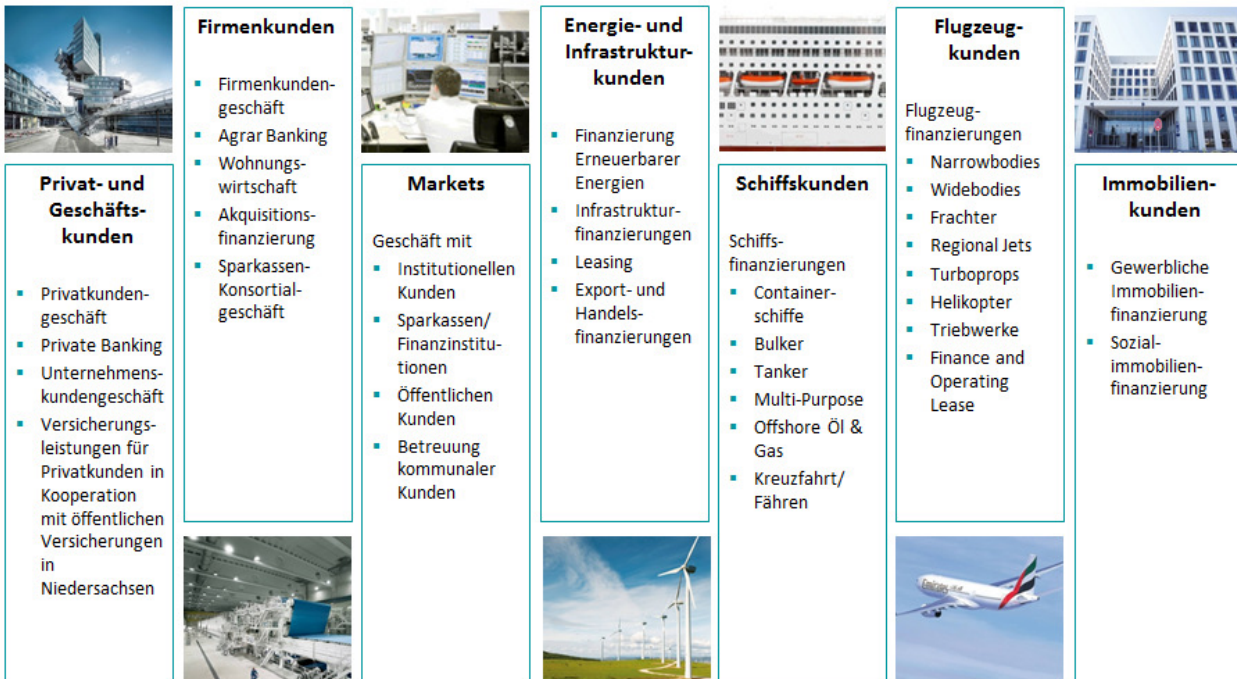 Privat- und
Geschäfts-
kunden
Privatkunden-
geschäft
Private Banking
Unternehmens-
kundengeschäft
Versicherungs-
leistungen für
Privatkunden in
Kooperation
mit öffentlichen
Versicherungen
in
Niedersachsen
Firmenkunden
Firmenkunden-
geschäft
Agrar Banking
Wohnungs-
wirtschaft
Akquisitions-
finanzierung
Sparkassen-
Konsortial-
geschäft
Markets
Geschäft mit
Institutionellen
Kunden
Sparkassen/
Finanzinstitu-
tionen
Öffentlichen
Kunden
Betreuung
kommunaler
Kunden
Energie- und
Infrastruktur-
kunden
Finanzierung
Erneuerbarer
Energien
Infrastruktur-
finanzierungen
Leasing
Export- und
Handels-
finanzierungen
Schiffskunden
Schiffs-
finanzierungen
Container-
schiffe
Bulker
Tanker
Multi-Purpose
Offshore Öl &
Gas
Kreuzfahrt/
Fähren
Flugzeug-
kunden
Flugzeug-
finanzierungen
Narrowbodies
Widebodies
Frachter
Regional Jets
Turboprops
Helikopter
Triebwerke
Finance and
Operating
Lease
Emirates
Immobilien-
kunden
Gewerbliche
Immobilien-
finanzierung
Sozial-
immobilien-
finanzierung